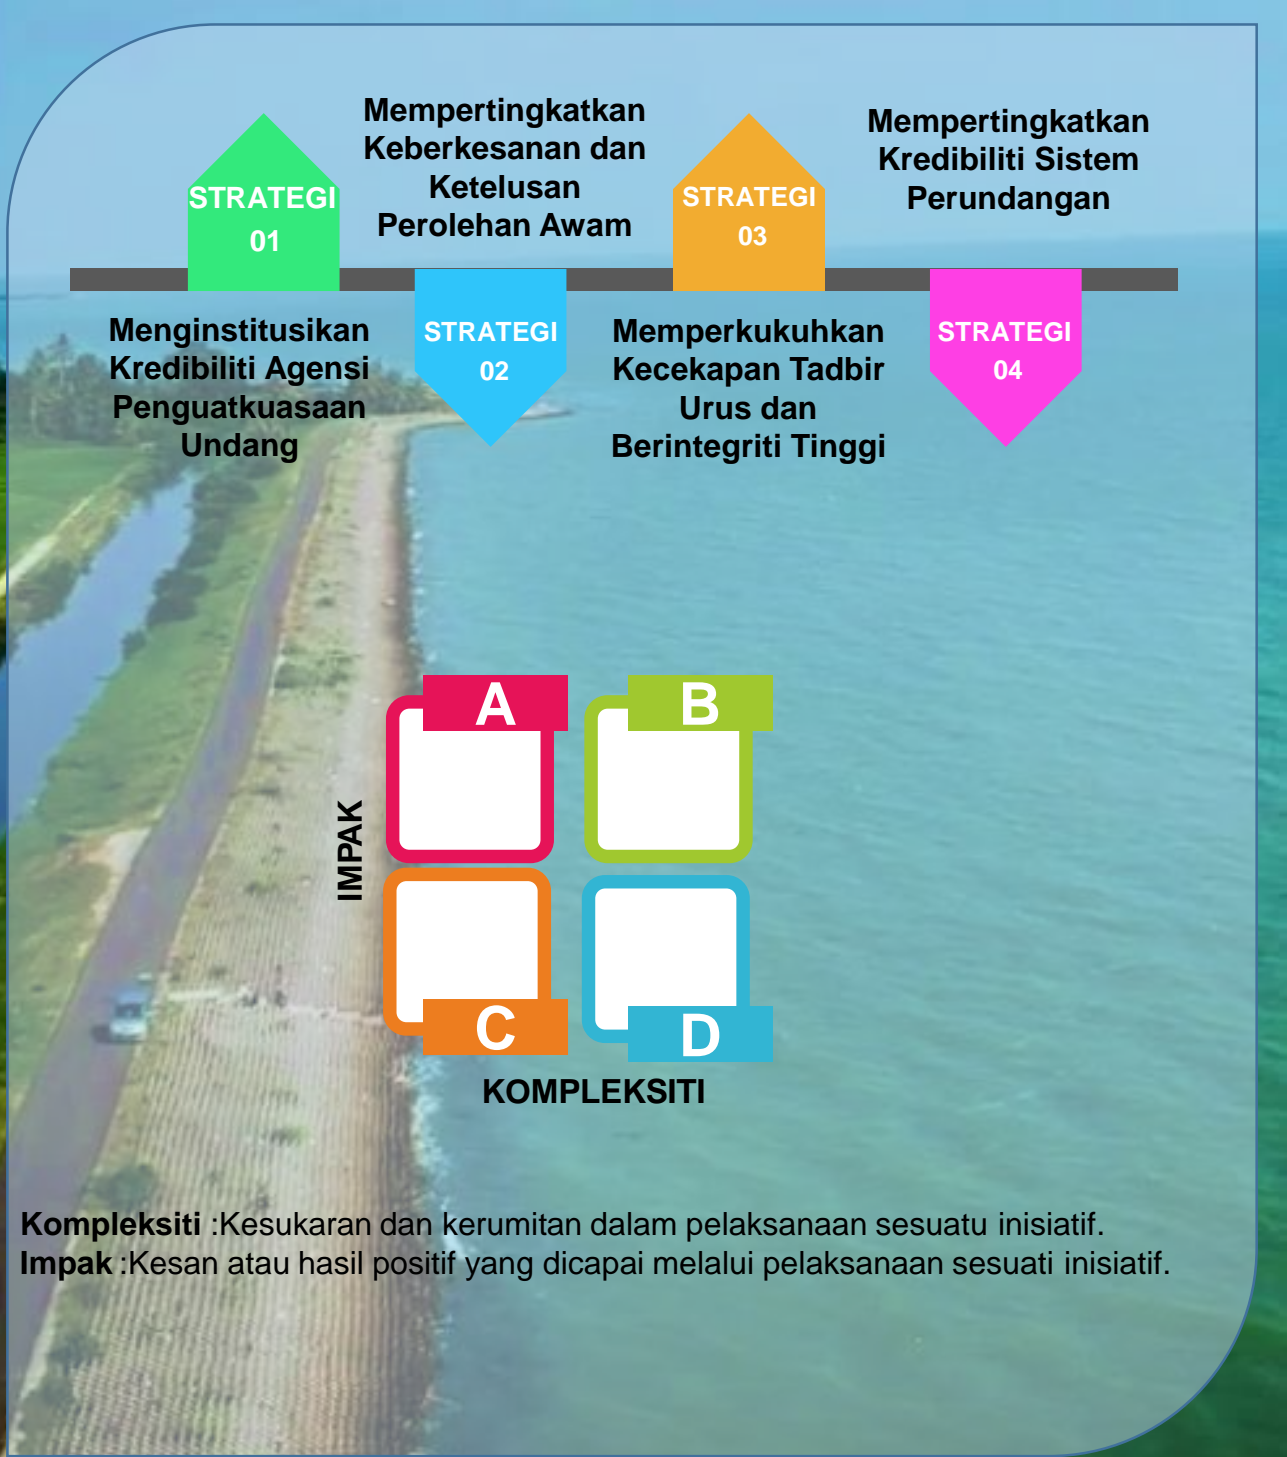 STRATEGI
01
Menginstitusikan
Kredibiliti Agensi
Penguatkuasaan
Undang
Mempertingkatkan
Keberkesanan dan
Ketelusan
Perolehan Awam
STRATEGI
02
STRATEGI
03
Memperkukuhkan
Kecekapan Tadbir
Urus dan
Berintegriti Tinggi
Mempertingkatkan
Kredibiliti Sistem
Perundangan
STRATEGI
04
A
B
IMPAK
C
D
KOMPLEKSITI
Kompleksiti :Kesukaran dan kerumitan dalam pelaksanaan sesuatu inisiatif.
Impak :Kesan atau hasil positif yang dicapai melalui pelaksanaan sesuati inisiatif.